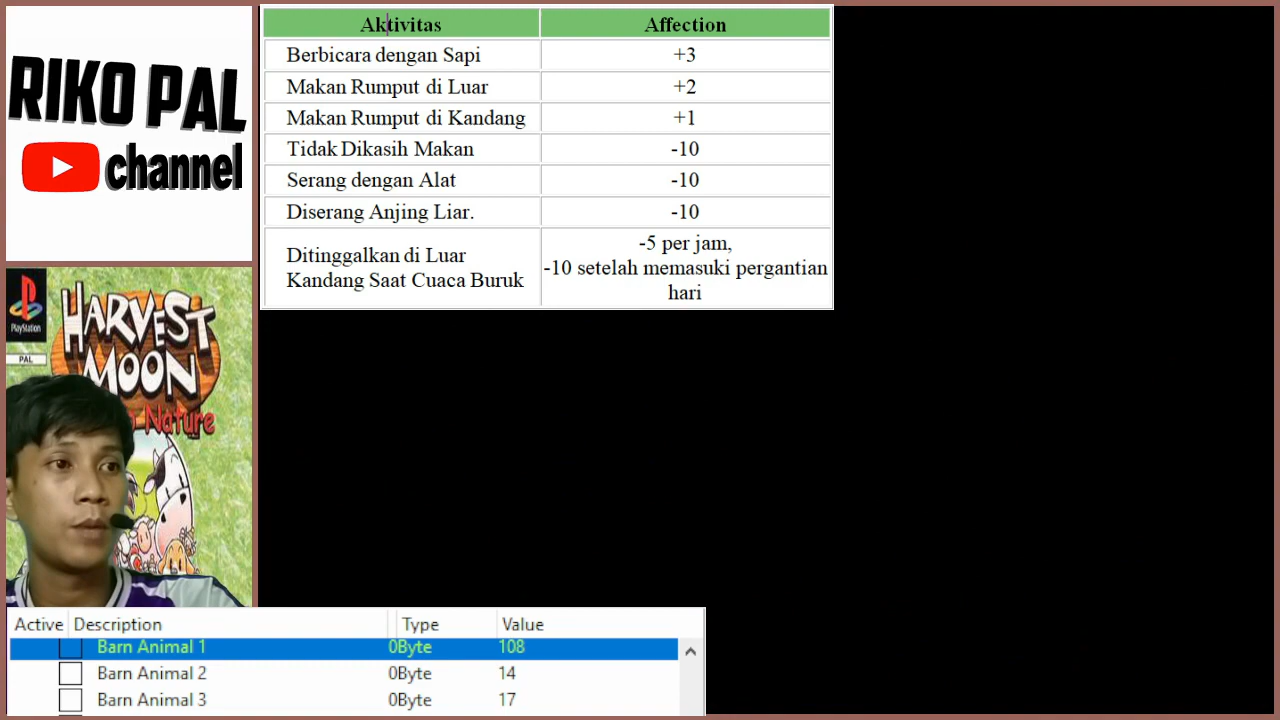 RIKO PAL
channel
Aktivitas Affection
Berbicara dengan Sapi +3
Makan Rumput di Luar +2
Makan Rumput di Kandang +1
Tidak Dikasih Makan -10
Serang dengan Alat -10
Diserang Anjing Liar. -10
Ditinggalkan di Luar
Kandang Saat Cuaca Buruk
-5 per jam,
-10 setelah memasuki pergantian
hari
PlayStation
PAL
HARVEST
MOON
Nature
Active Description Type Value
Barn Animal 1 0Byte 108
Barn Animal 2 0Byte 14
Barn Animal 3 0Byte 17